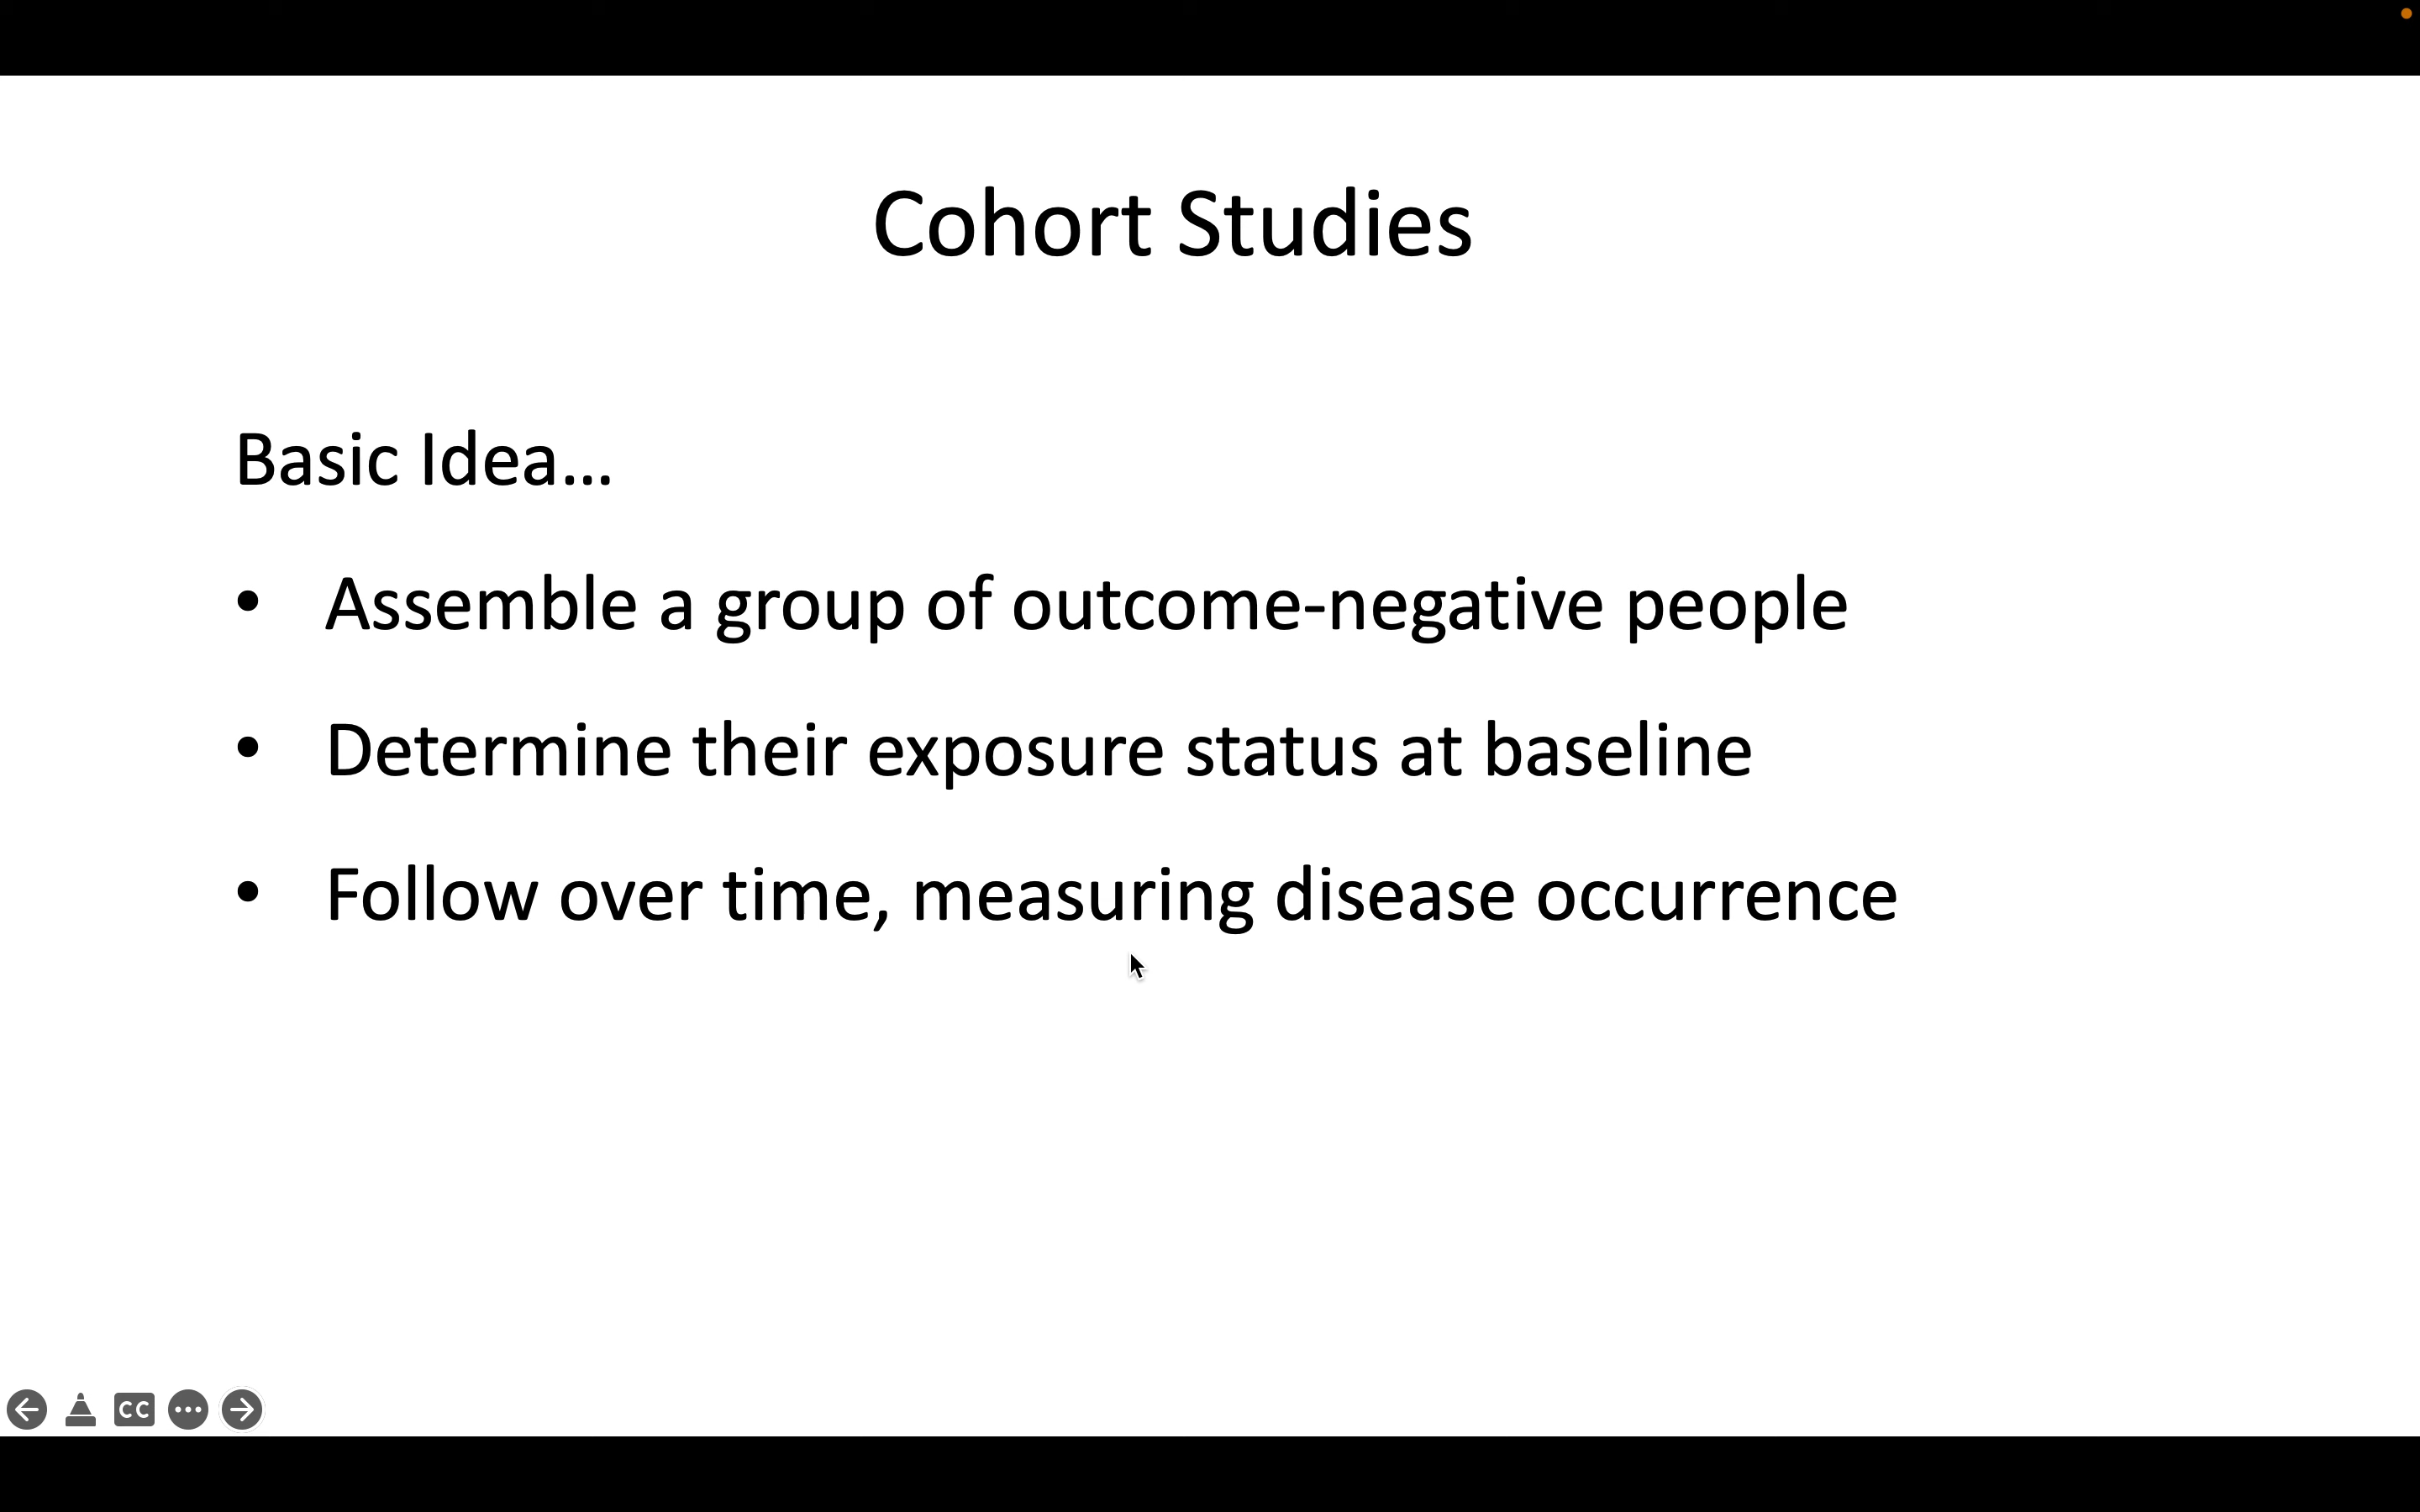 Cohort Studies
Basic Idea...
• Assemble a group of outcome-negative people
• Determine their exposure status at baseline
• Follow over time, measuring disease occurrence
CC